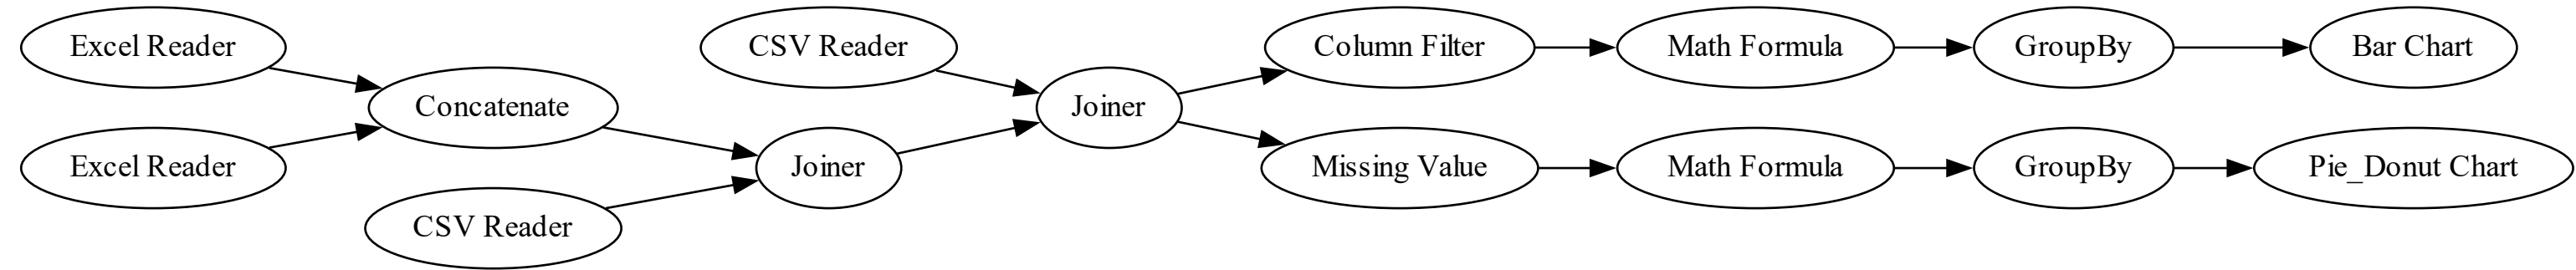 Excel Reader
Excel Reader
Concatenate
CSV Reader
CSV Reader
Joiner
Joiner
Column Filter
Math Formula
GroupBy
Bar Chart
Missing Value
Math Formula
GroupBy
Pie_Donut Chart